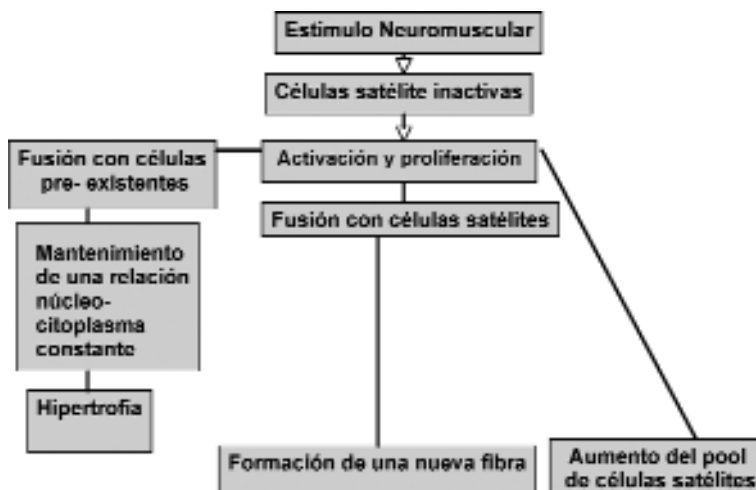 Estimulo Neuromuscular
Células satélite inactivas
Activación y proliferación
Fusión con células
pre- existentes
Fusión con células satélites
Mantenimiento
de una relación
núcleo-
citoplasma
constante
Hipertrofia
Formación de una nueva fibra
Aumento del pool
de células satélites